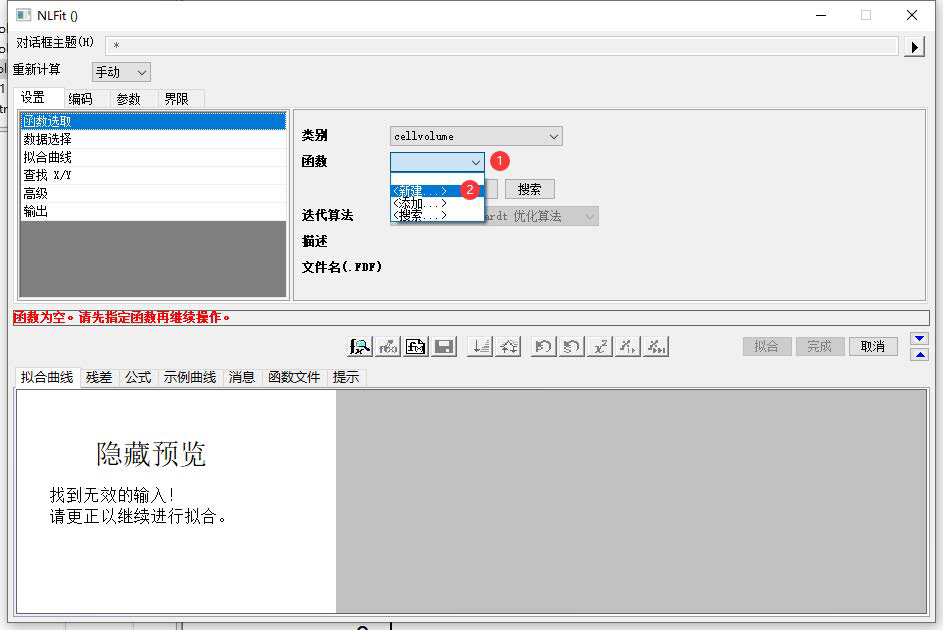 NLFit ()
对话框主题(H)
*
重新计算
手动
设置 编码 参数 界限
函数选取
数据选择
拟合曲线
查找 X/Y
高级
输出
类别
cellvolume
函数
1
<新建...>
2
<添加...>
<搜索...>
搜索
迭代算法
ardt 优化算法
描述
文件名(.FDF)
函数为空。请先指定函数再继续操作。
拟合 完成 取消
拟合曲线 残差 公式 示例曲线 消息 函数文件 提示
隐藏预览
找到无效的输入!
请更正以继续进行拟合。